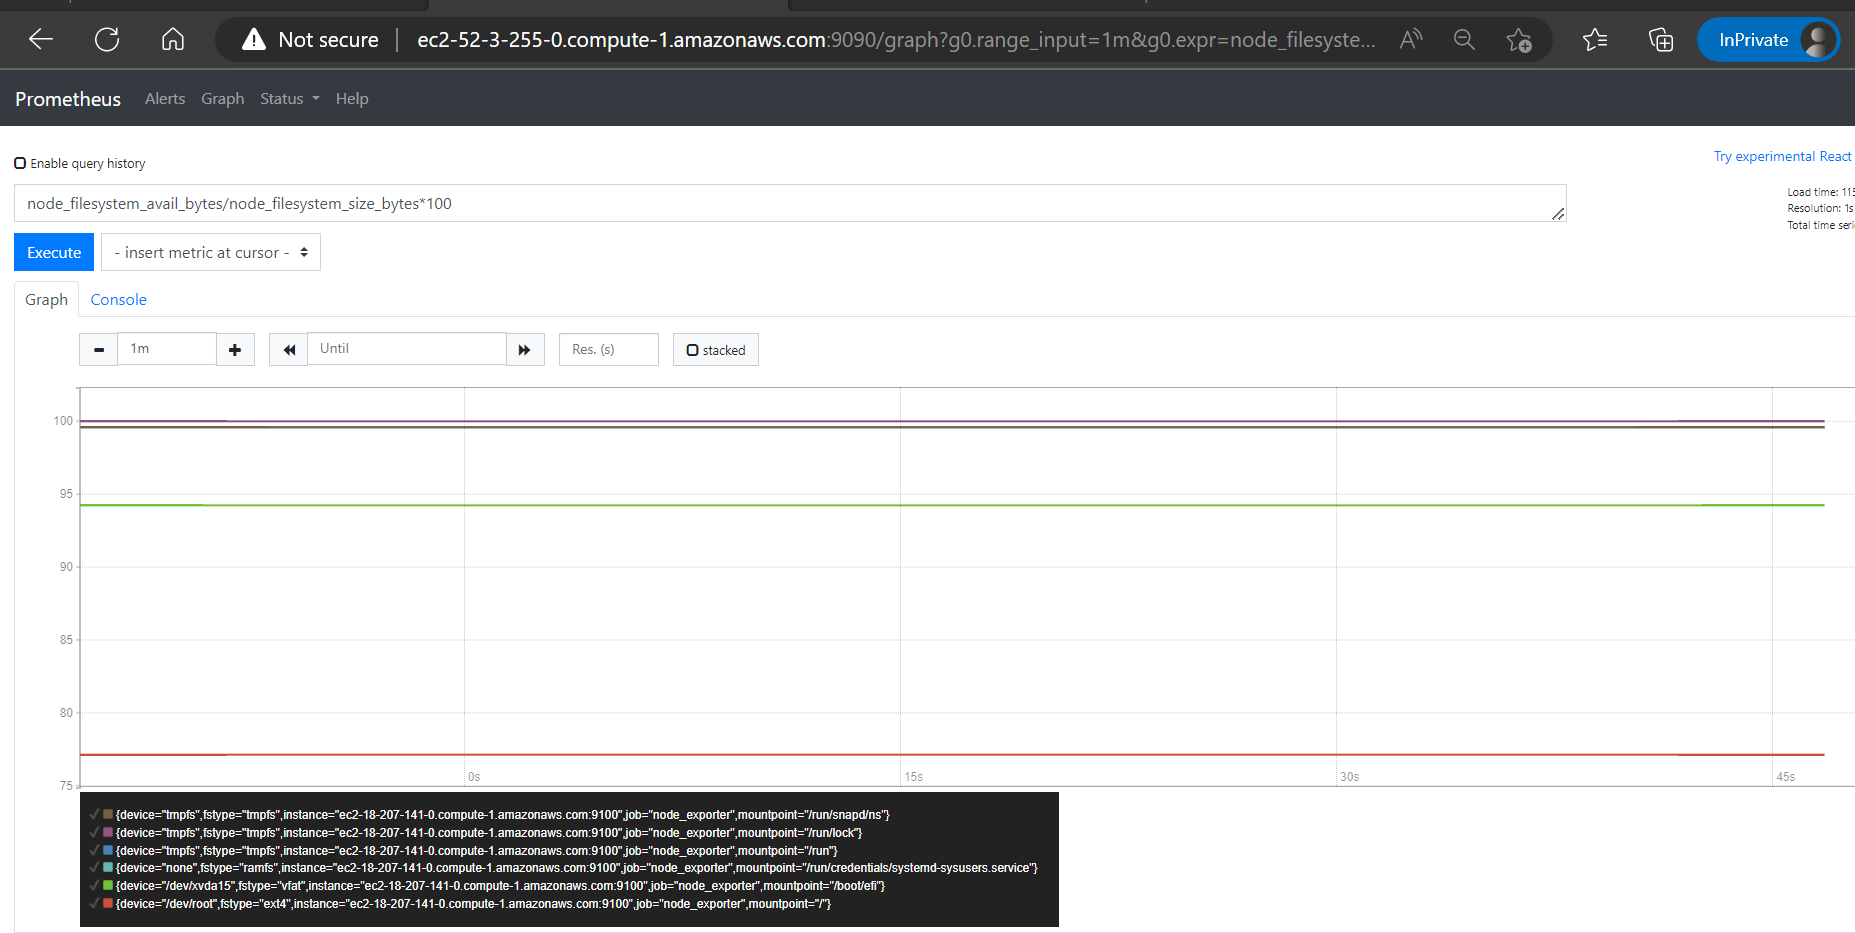 Not secure ec2-52-3-255-0.compute-1.amazonaws.com:9090/graph?g0.range_input=1m&g0.expr=node_filesyste... InPrivate
Prometheus Alerts Graph Status Help
Enable query history
Try experimental React
node_filesystem_avail_bytes/node_filesystem_size_bytes*100
Load time: 115
Resolution: 1s
Total time seri
Execute - insert metric at cursor -
Graph Console
1m Until Res. (s) stacked
100
95
90
85
80
75
0s 15s 30s 45s
{device="tmpfs",fstype="tmpfs",instance="ec2-18-207-141-0.compute-1.amazonaws.com:9100",job="node_exporter",mountpoint="/run/snapd/ns"}
{device="tmpfs",fstype="tmpfs",instance="ec2-18-207-141-0.compute-1.amazonaws.com:9100",job="node_exporter",mountpoint="/run/lock"}
{device="tmpfs",fstype="tmpfs",instance="ec2-18-207-141-0.compute-1.amazonaws.com:9100",job="node_exporter",mountpoint="/run"}
{device="none",fstype="ramfs",instance="ec2-18-207-141-0.compute-1.amazonaws.com:9100",job="node_exporter",mountpoint="/run/credentials/systemd-sysusers.service"}
{device="/dev/xvda15",fstype="vfat",instance="ec2-18-207-141-0.compute-1.amazonaws.com:9100",job="node_exporter",mountpoint="/boot/efi"}
{device="/dev/root",fstype="ext4",instance="ec2-18-207-141-0.compute-1.amazonaws.com:9100",job="node_exporter",mountpoint="/"}